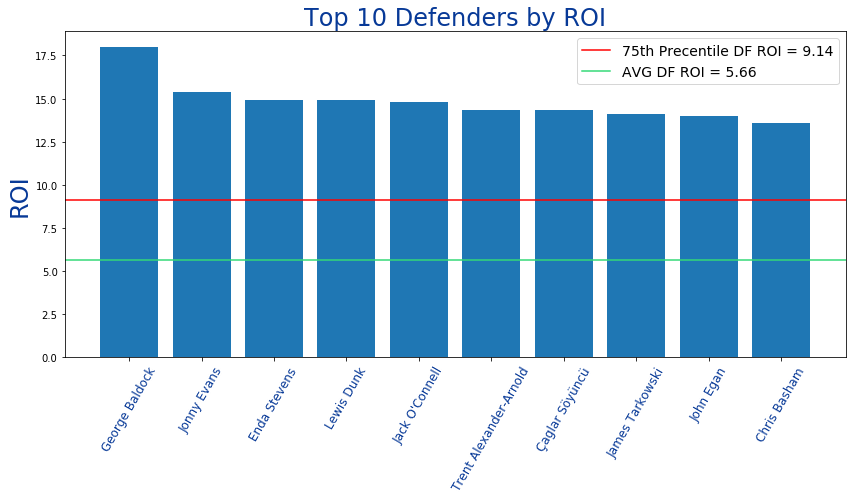 Top 10 Defenders by ROI
75th Precentile DF ROI = 9.14
AVG DF ROI = 5.66
ROI
17.5
15.0
12.5
10.0
7.5
5.0
2.5
0.0
George Baldock
Jonny Evans
Enda Stevens
Lewis Dunk
Jack O'Connell
Trent Alexander-Arnold
Çaglar Söyüncü
James Tarkowski
John Egan
Chris Basham